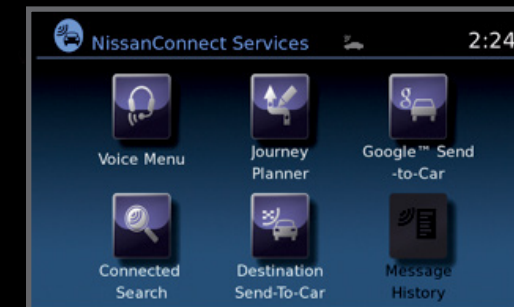 NissanConnect Services 2:24
Voice Menu
Journey
Planner
Google™ Send
-to-Car
Connected
Search
Destination
Send-To-Car
Message
History